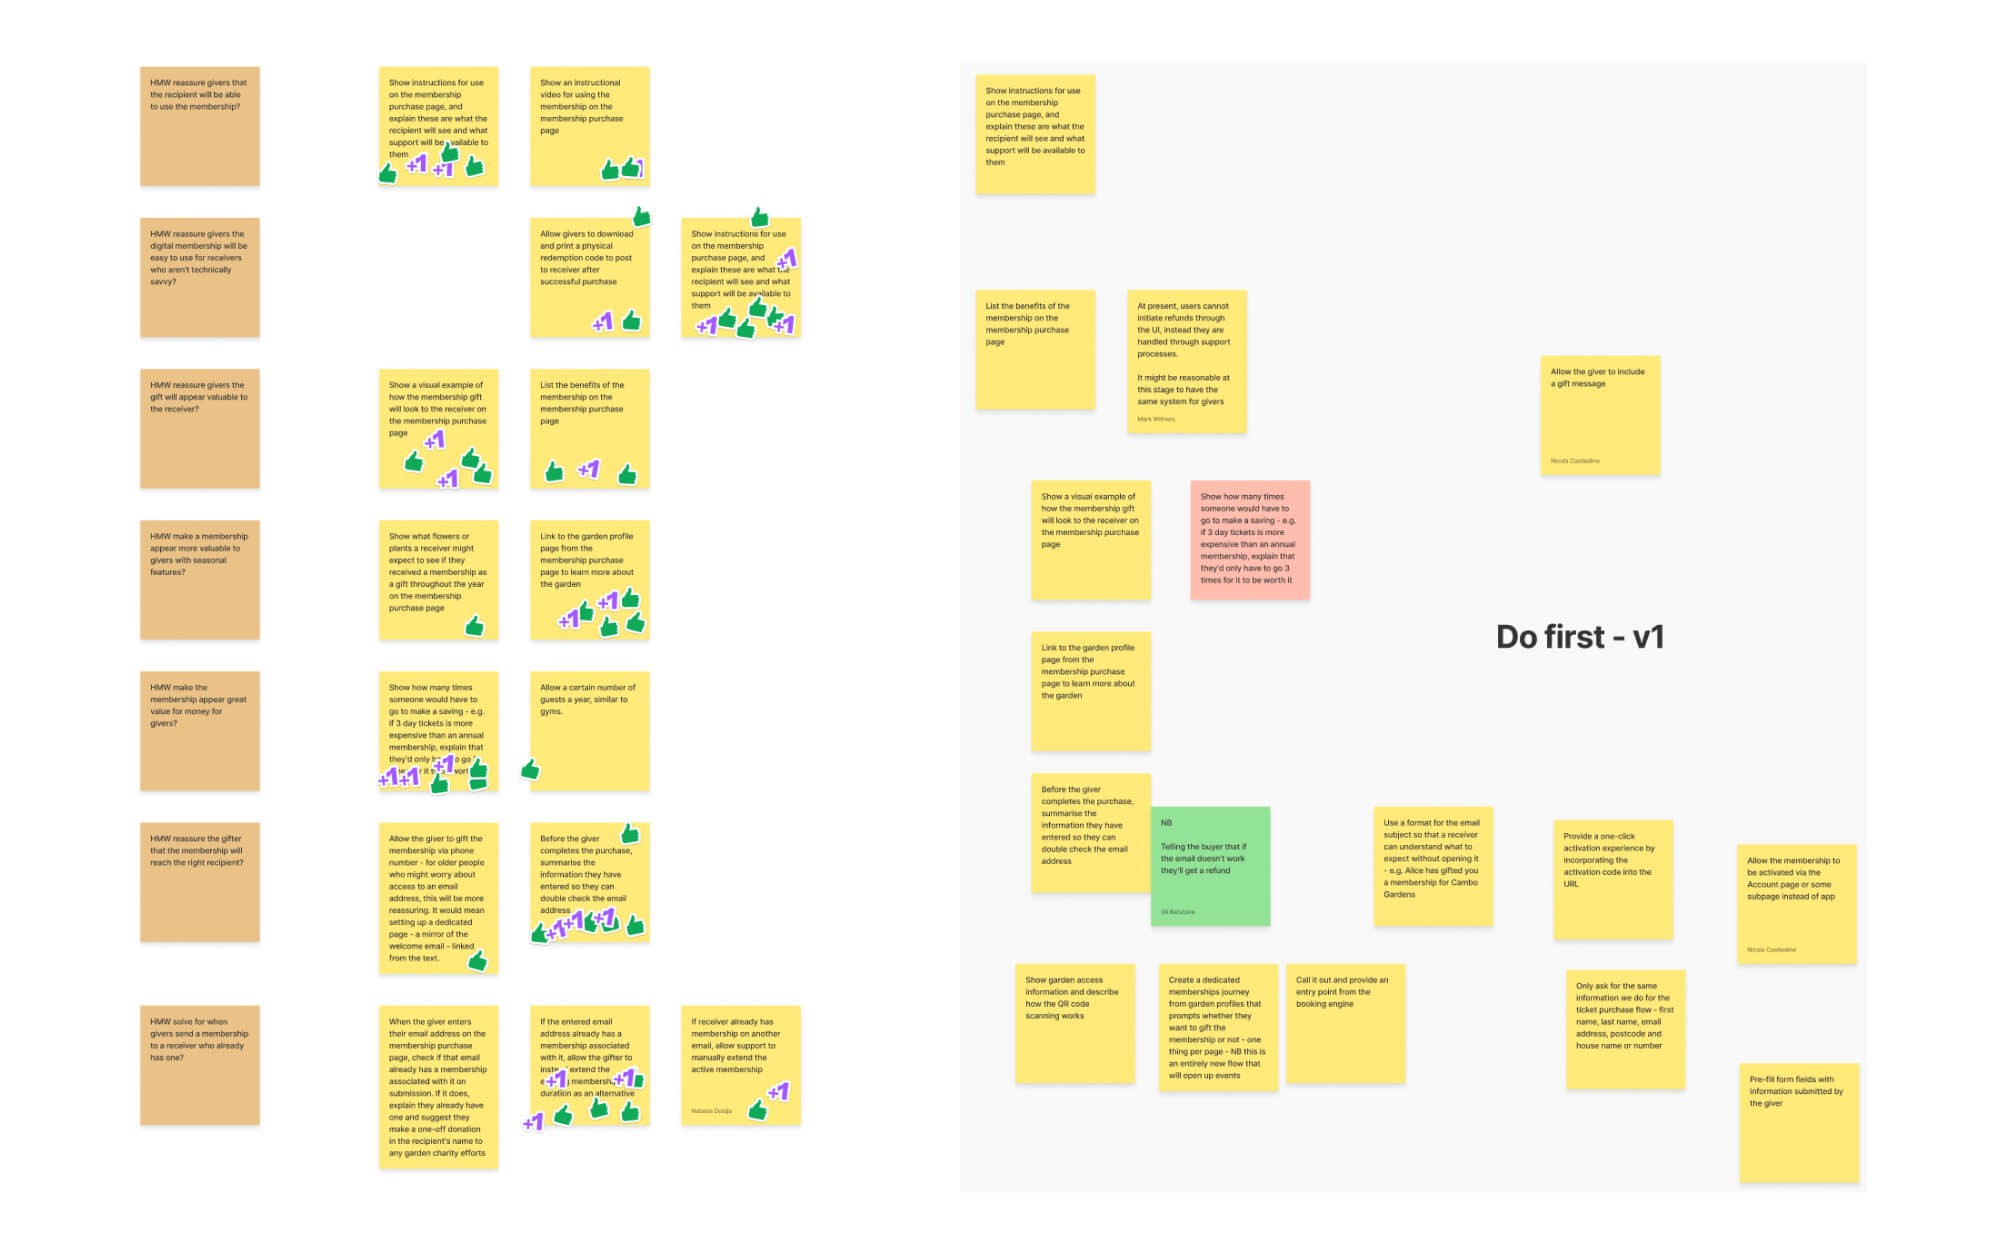 HMW reassure givers that
the recipient will be able
to use the membership?
Show instructions for use
on the membership
purchase page, and
explain these are what the
recipient will see and what
support will be available to
them
+1
+1
Show an instructional
video for using the
membership on the
membership purchase
page
HMW reassure givers the
digital membership will be
easy to use for receivers
who aren't technically
savvy?
Allow givers to download
and print a physical
redemption code to post
to receiver after
successful purchase
+1
Show instructions for use
on the membership
purchase page, and
explain these are what the
recipient will see and what
support will be available to
them
+1
+1
+1
HMW reassure givers the
gift will appear valuable to
the receiver?
Show a visual example of
how the membership gift
will look to the receiver on
the membership purchase
page
+1
+1
List the benefits of the
membership on the
membership purchase
page
+1
HMW make a membership
appear more valuable to
givers with seasonal
features?
Show what flowers or
plants a receiver might
expect to see if they
received a membership as
a gift throughout the year
on the membership
purchase page
Link to the garden profile
page from the
membership purchase
page to learn more about
the garden
+1
+1
HMW make the
membership appear great
value for money for
givers?
Show how many times
someone would have to
go to make a saving - e.g.
if 3 day tickets is more
expensive than an annual
membership, explain that
they'd only go
it
+1
+1
+1
Allow a certain number of
guests a year, similar to
gyms.
HMW reassure the gifter
that the membership will
reach the right recipient?
Allow the giver to gift the
membership via phone
number - for older people
who might worry about
access to an email
address, this will be more
reassuring. It would mean
setting up a dedicated
page - a mirror of the
welcome email - linked
from the text.
Before the giver
completes the purchase,
summarise the
information they have
entered so they can
double check the email
address
+1
+1
+1
HMW solve for when
givers send a membership
to a receiver who already
has one?
When the giver enters
their email address on the
membership purchase
page, check if that email
already has a membership
associated with it on
submission. If it does,
explain they already have
one and suggest they
make a one-off donation
in the recipient's name to
any garden charity efforts
If the entered email
address already has a
membership associated
with it, allow the gifter to
extend the
duration as an alternative
+1
+1
+1
If receiver already has
membership on another
email, allow support to
manually extend the
active membership
+1
Show instructions for use
on the membership
purchase page, and
explain these are what the
recipient will see and what
support will be available to
them
List the benefits of the
membership on the
membership purchase
page
At present, users cannot
initiate refunds through
the UI, instead they are
handled through support
processes.
It might be reasonable at
this stage to have the
same system for givers
Mark Withers
Allow the giver to include
a gift message
Nicola Castledine
Show a visual example of
how the membership gift
will look to the receiver on
the membership purchase
page
Show how many times
someone would have to
go to make a saving - e.g.
if 3 day tickets is more
expensive than an annual
membership, explain that
they'd only have to go 3
times for it to be worth it
Do first - v1
Link to the garden profile
page from the
membership purchase
page to learn more about
the garden
Before the giver
completes the purchase,
summarise the
information they have
entered so they can
double check the email
address
NB
Telling the buyer that if
the email doesn't work
they'll get a refund
Use a format for the email
subject so that a receiver
can understand what to
expect without opening it
- e.g. Alice has gifted you
a membership for Cambo
Gardens
Provide a one-click
activation experience by
incorporating the
activation code into the
URL
Allow the membership to
be activated via the
Account page or some
subpage instead of app
Nicola Castledine
Show garden access
information and describe
how the QR code
scanning works
Create a dedicated
memberships journey
from garden profiles that
prompts whether they
want to gift the
membership or not - one
thing per page - NB this is
an entirely new flow that
will open up events
Call it out and provide an
entry point from the
booking engine
Only ask for the same
information we do for the
ticket purchase flow - first
name, last name, email
address, postcode and
house name or number
Pre-fill form fields with
information submitted by
the giver